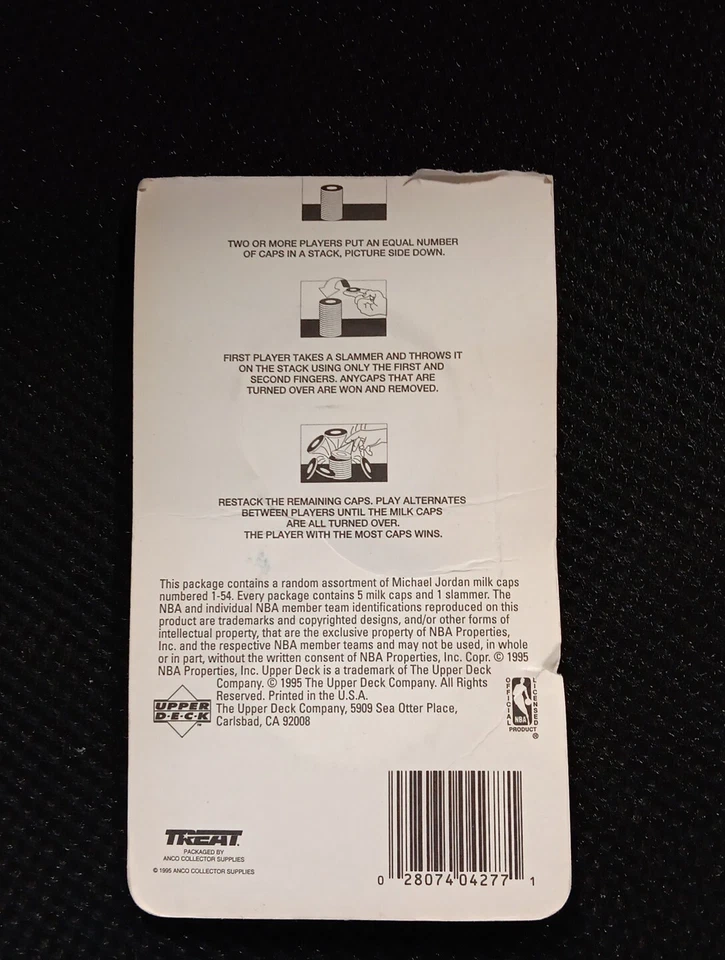 TWO OR MORE PLAYERS PUT AN EQUAL NUMBER
OF CAPS IN A STACK, PICTURE SIDE DOWN.
FIRST PLAYER TAKES A SLAMMER AND THROWS IT
ON THE STACK USING ONLY THE FIRST AND
SECOND FINGERS. ANYCAPS THAT ARE
TURNED OVER ARE WON AND REMOVED.
RESTACK THE REMAINING CAPS. PLAY ALTERNATES
BETWEEN PLAYERS UNTIL THE MILK CAPS
ARE ALL TURNED OVER.
THE PLAYER WITH THE MOST CAPS WINS.
This package contains a random assortment of Michael Jordan milk caps
numbered 1-54. Every package contains 5 milk caps and 1 slammer. The
NBA and individual NBA member team identifications reproduced on this
product are trademarks and copyrighted designs, and/or other forms of
intellectual property, that are the exclusive property of NBA Properties,
Inc. and the respective NBA member teams and may not be used, in whole
or in part, without the written consent of NBA Properties, Inc. Copr. © 1995
NBA Properties, Inc. Upper Deck is a trademark of The Upper Deck
Company. © 1995 The Upper Deck Company. All Rights
Reserved. Printed in the U.S.A.
The Upper Deck Company, 5909 Sea Otter Place,
Carlsbad, CA 92008
UPPER
D·E·C·K
TM
OFFICIAL
LICENSED
NBA
PRODUCT
®
TREAT.
PACKAGED BY
ANCO COLLECTOR SUPPLIES
© 1995 ANCO COLLECTOR SUPPLIES
0 28074 04277 1